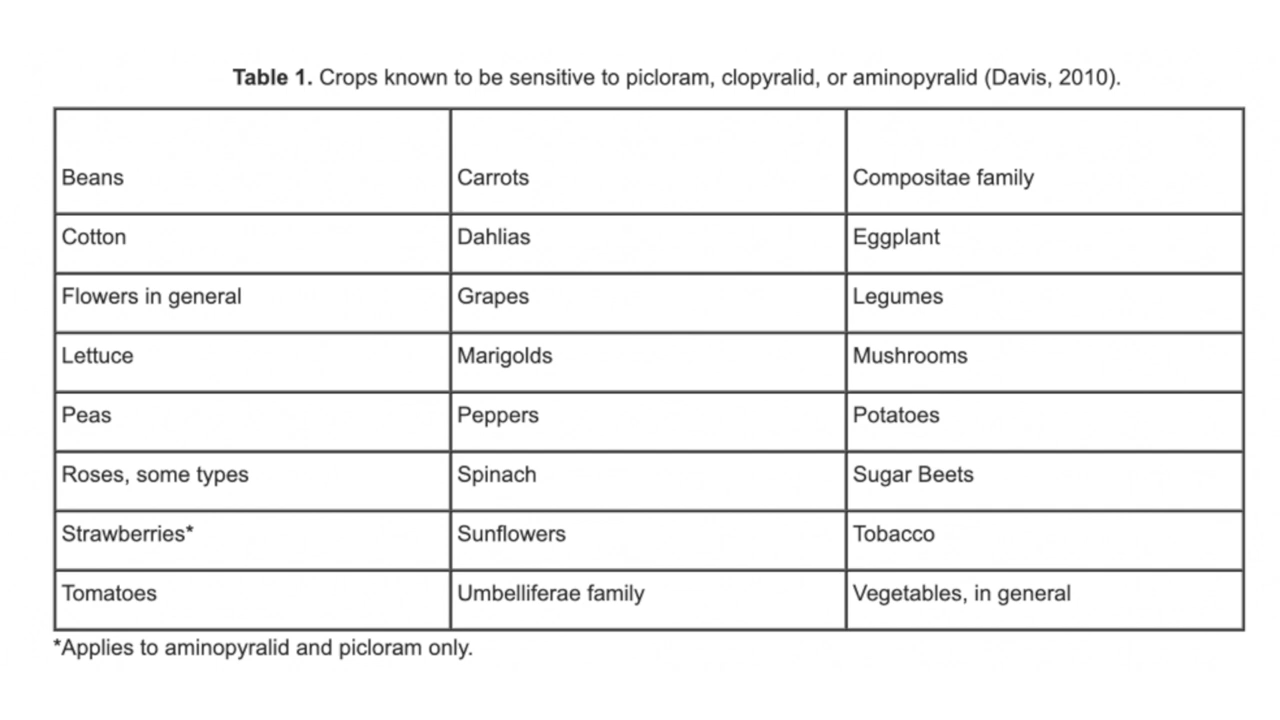 Table 1. Crops known to be sensitive to picloram, clopyralid, or aminopyralid (Davis, 2010).
Beans Carrots Compositae family
Cotton Dahlias Eggplant
Flowers in general Grapes Legumes
Lettuce Marigolds Mushrooms
Peas Peppers Potatoes
Roses, some types Spinach Sugar Beets
Strawberries* Sunflowers Tobacco
Tomatoes Umbelliferae family Vegetables, in general
*Applies to aminopyralid and picloram only.